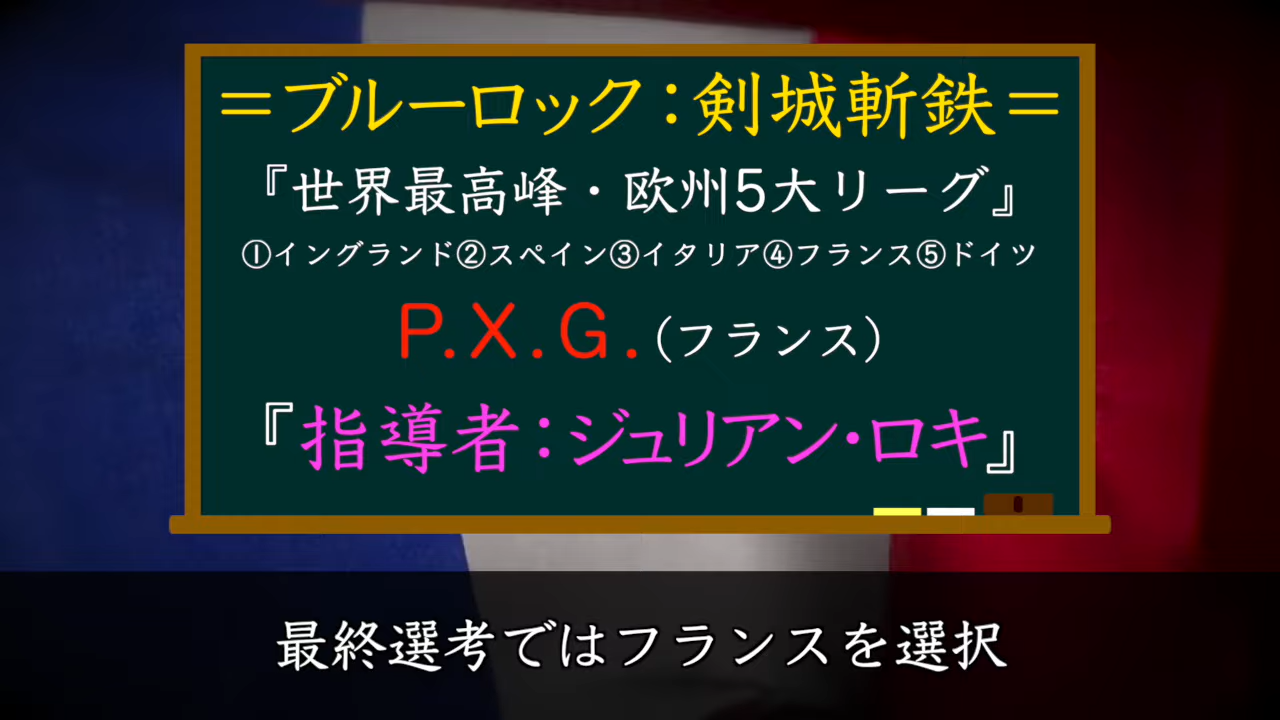 ＝ブルーロック：剣城斬鉄＝
『世界最高峰・欧州5大リーグ』
①イングランド②スペイン③イタリア④フランス⑤ドイツ
P.X.G.（フランス）
『指導者：ジュリアン・ロキ』
最終選考ではフランスを選択